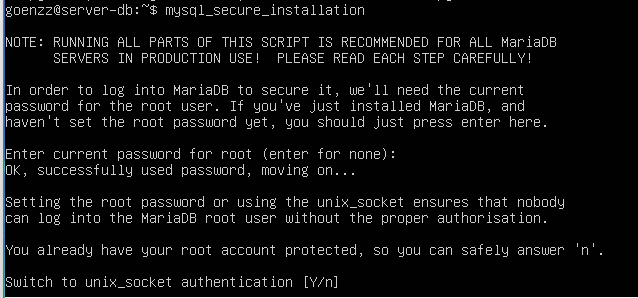 goenzz@server-db:~$ mysql_secure_installation
NOTE: RUNNING ALL PARTS OF THIS SCRIPT IS RECOMMENDED FOR ALL MariaDB
SERVERS IN PRODUCTION USE!  PLEASE READ EACH STEP CAREFULLY!
In order to log into MariaDB to secure it, we'll need the current
password for the root user. If you've just installed MariaDB, and
haven't set the root password yet, you should just press enter here.
Enter current password for root (enter for none):
OK, successfully used password, moving on...
Setting the root password or using the unix_socket ensures that nobody
can log into the MariaDB root user without the proper authorisation.
You already have your root account protected, so you can safely answer 'n'.
Switch to unix_socket authentication [Y/n]